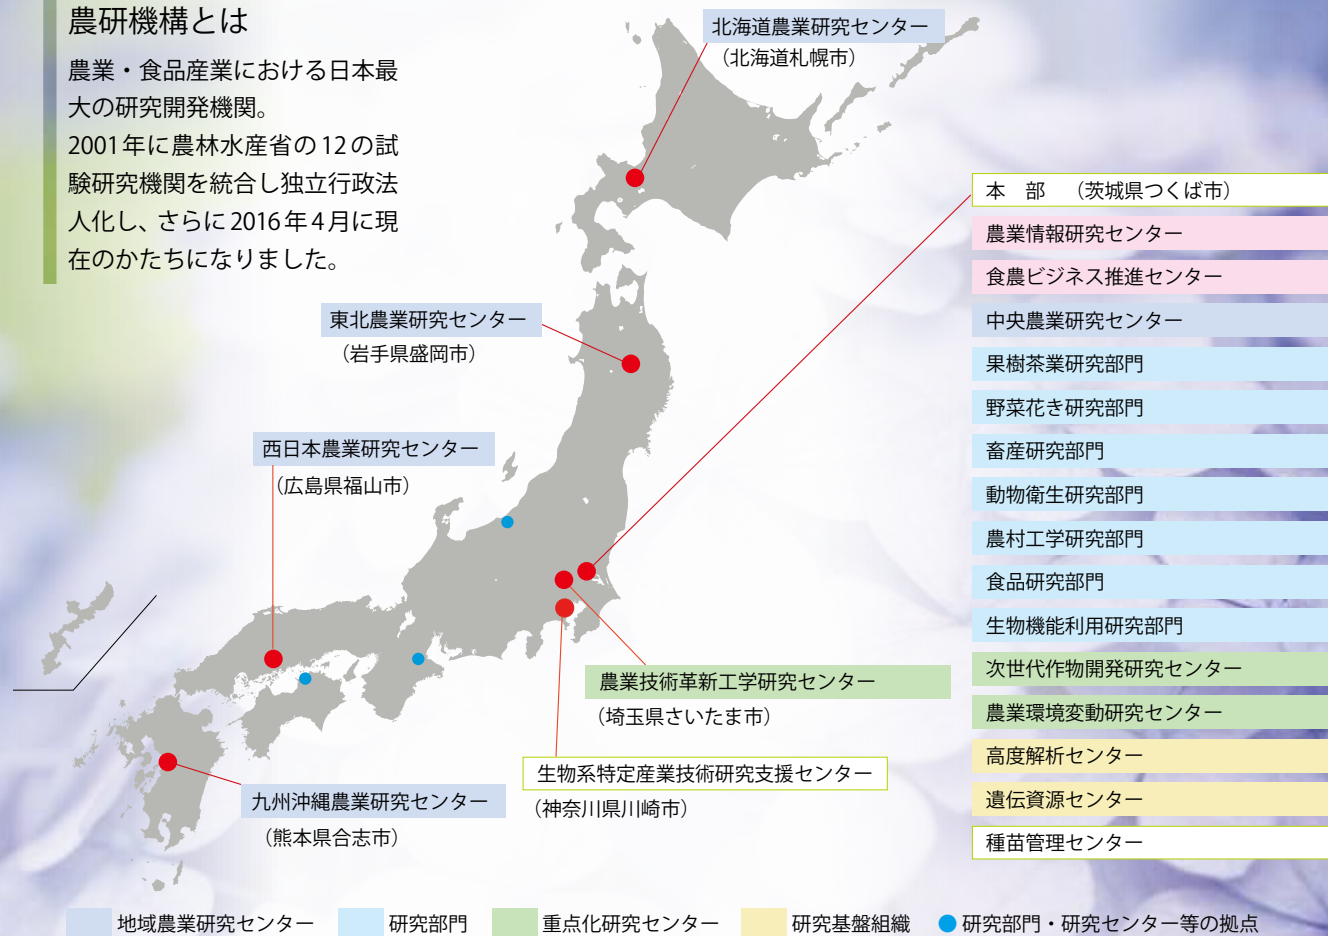 農研機構とは
農業・食品産業における日本最
大の研究開発機関。
2001年に農林水産省の12の試
験研究機関を統合し独立行政法
人化し、さらに2016年4月に現
在のかたちになりました。
北海道農業研究センター
（北海道札幌市）
東北農業研究センター
（岩手県盛岡市）
西日本農業研究センター
（広島県福山市）
農業技術革新工学研究センター
（埼玉県さいたま市）
生物系特定産業技術研究支援センター
（神奈川県川崎市）
九州沖縄農業研究センター
（熊本県合志市）
本　部　（茨城県つくば市）
農業情報研究センター
食農ビジネス推進センター
中央農業研究センター
果樹茶業研究部門
野菜花き研究部門
畜産研究部門
動物衛生研究部門
農村工学研究部門
食品研究部門
生物機能利用研究部門
次世代作物開発研究センター
農業環境変動研究センター
高度解析センター
遺伝資源センター
種苗管理センター
地域農業研究センター　研究部門　重点化研究センター　研究基盤組織　研究部門・研究センター等の拠点